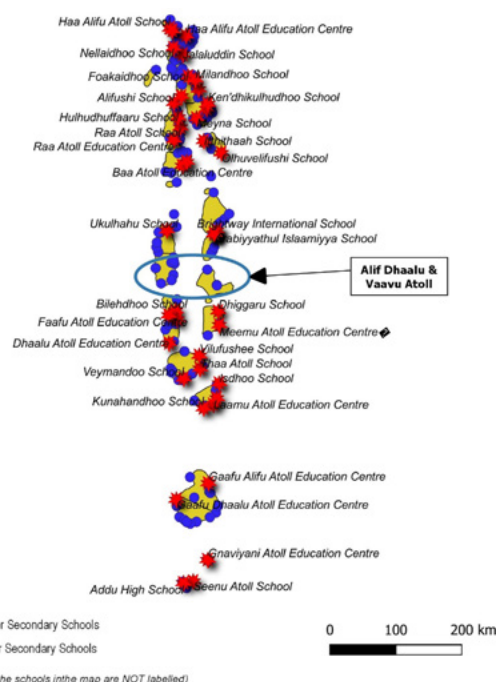 Haa Alifu Atoll School
Haa Alifu Atoll Education Centre
Nellaidhoo School
Jalaiuddin School
Foakaidhoo School
Milandhoo School
Alifushi School
Ken'dhikulhudhoo School
Hulhudhuffaaru School
Meyna School
Raa Atoll School
Ifhithaah School
Raa Atoll Education Centre
Olhuvelifushi School
Baa Atoll Education Centre
Ukulhahu School
Brightway International School
Rabiyyathul Islaamiyya School
Alif Dhaalu &
Vaavu Atoll
Bilehdhoo School
Dhiggaru School
Faafu Atoll Education Centre
Meemu Atoll Education Centre�
Dhaalu Atoll Education Centre
Vilufushee School
Thaa Atoll School
Veymandoo School
Isdhoo School
Kunahandhoo School
Laamu Atoll Education Centre
Gaafu Alifu Atoll Education Centre
Gaafu Dhaalu Atoll Education Centre
Gnaviyani Atoll Education Centre
Addu High School
Seenu Atoll School
Secondary Schools
Secondary Schools
0 100 200 km
schools inthe map are NOT labelled)